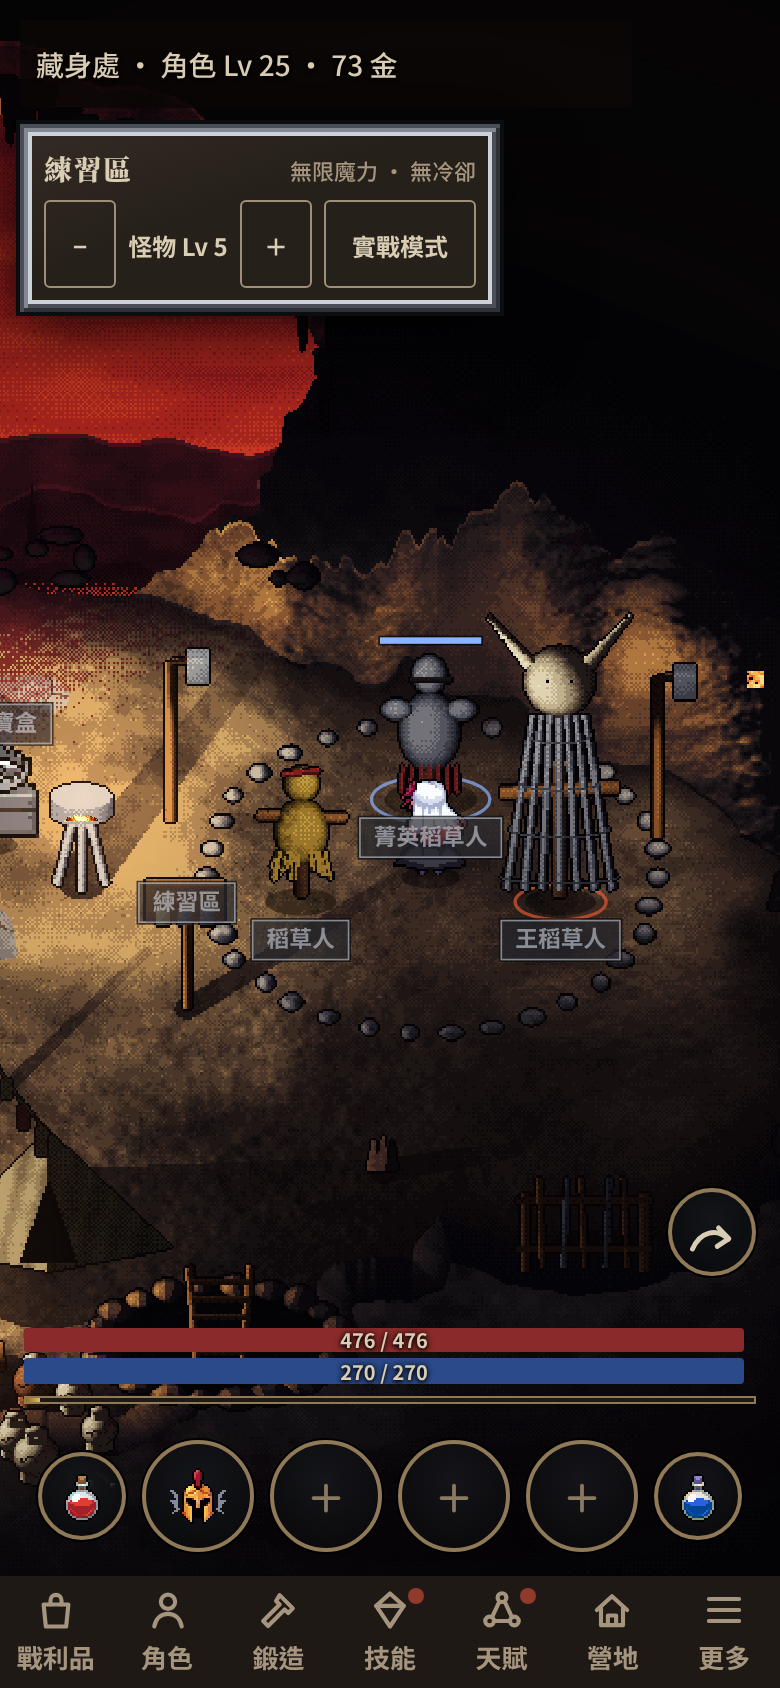 藏身處 · 角色 Lv 25 · 73 金
練習區
無限魔力 · 無冷卻
− 怪物 Lv 5 + 實戰模式
寶盒
菁英稻草人
練習區
稻草人
王稻草人
476 / 476
270 / 270
戰利品 角色 鍛造 技能 天賦 營地 更多